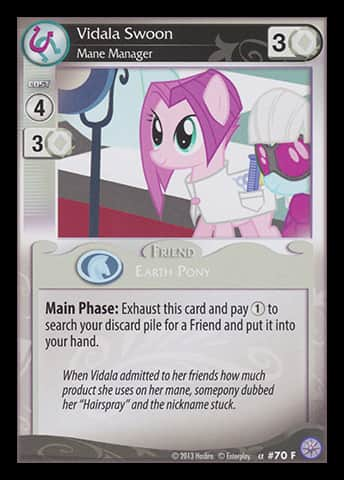 Vidala Swoon
Mane Manager
3
COST
4
3
FRIEND
EARTH PONY
Main Phase: Exhaust this card and pay 1 to
search your discard pile for a Friend and put it into
your hand.
When Vidala admitted to her friends how much
product she uses on her mane, somepony dubbed
her "Hairspray" and the nickname stuck.
© 2013 Hasbro. © Enterplay. α #70 F